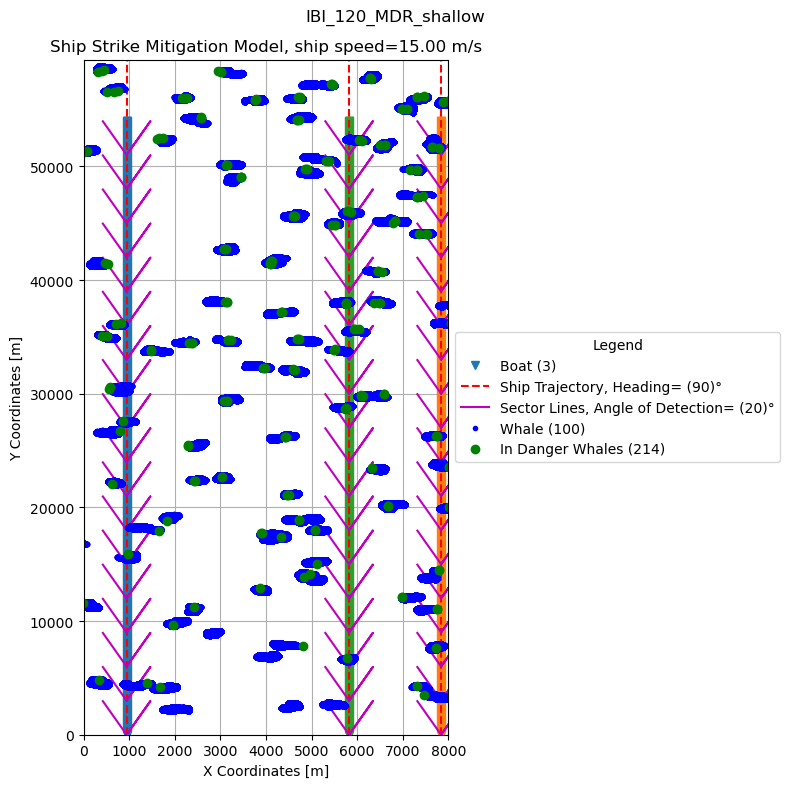 IBI_120_MDR_shallow
Ship Strike Mitigation Model, ship speed=15.00 m/s
50000
40000
30000
20000
10000
0
0 1000 2000 3000 4000 5000 6000 7000 8000
Y Coordinates [m]
X Coordinates [m]
Legend
Boat (3)
Ship Trajectory, Heading= (90)°
Sector Lines, Angle of Detection= (20)°
Whale (100)
In Danger Whales (214)